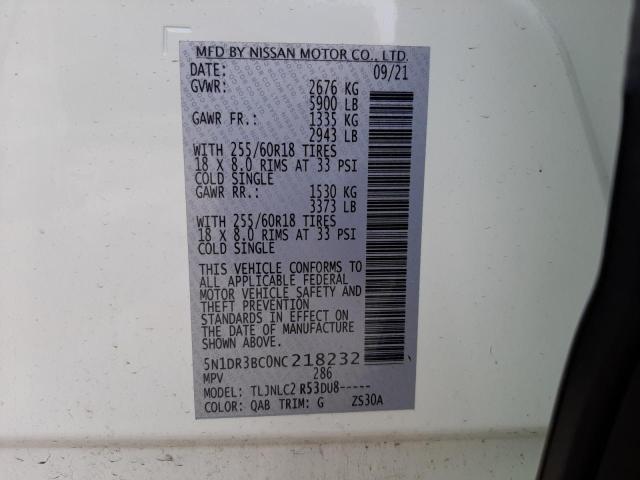 MFD BY NISSAN MOTOR CO., LTD.
DATE: 09/21
GVWR: 2676 KG
5900 LB
GAWR FR.: 1335 KG
2943 LB
WITH 255/60R18 TIRES
18 X 8.0 RIMS AT 33 PSI
COLD SINGLE
GAWR RR.: 1530 KG
3373 LB
WITH 255/60R18 TIRES
18 X 8.0 RIMS AT 33 PSI
COLD SINGLE
THIS VEHICLE CONFORMS TO
ALL APPLICABLE FEDERAL
MOTOR VEHICLE SAFETY AND
THEFT PREVENTION
STANDARDS IN EFFECT ON
THE DATE OF MANUFACTURE
SHOWN ABOVE.
5N1DR3BC0NC218232
MPV 286
MODEL: TLJNLC2 R53DU8-----
COLOR: QAB TRIM: G ZS30A